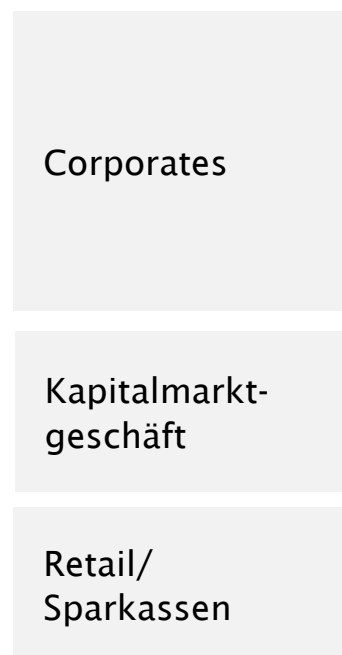 Corporates
Kapitalmarkt-
geschäft
Retail/
Sparkassen